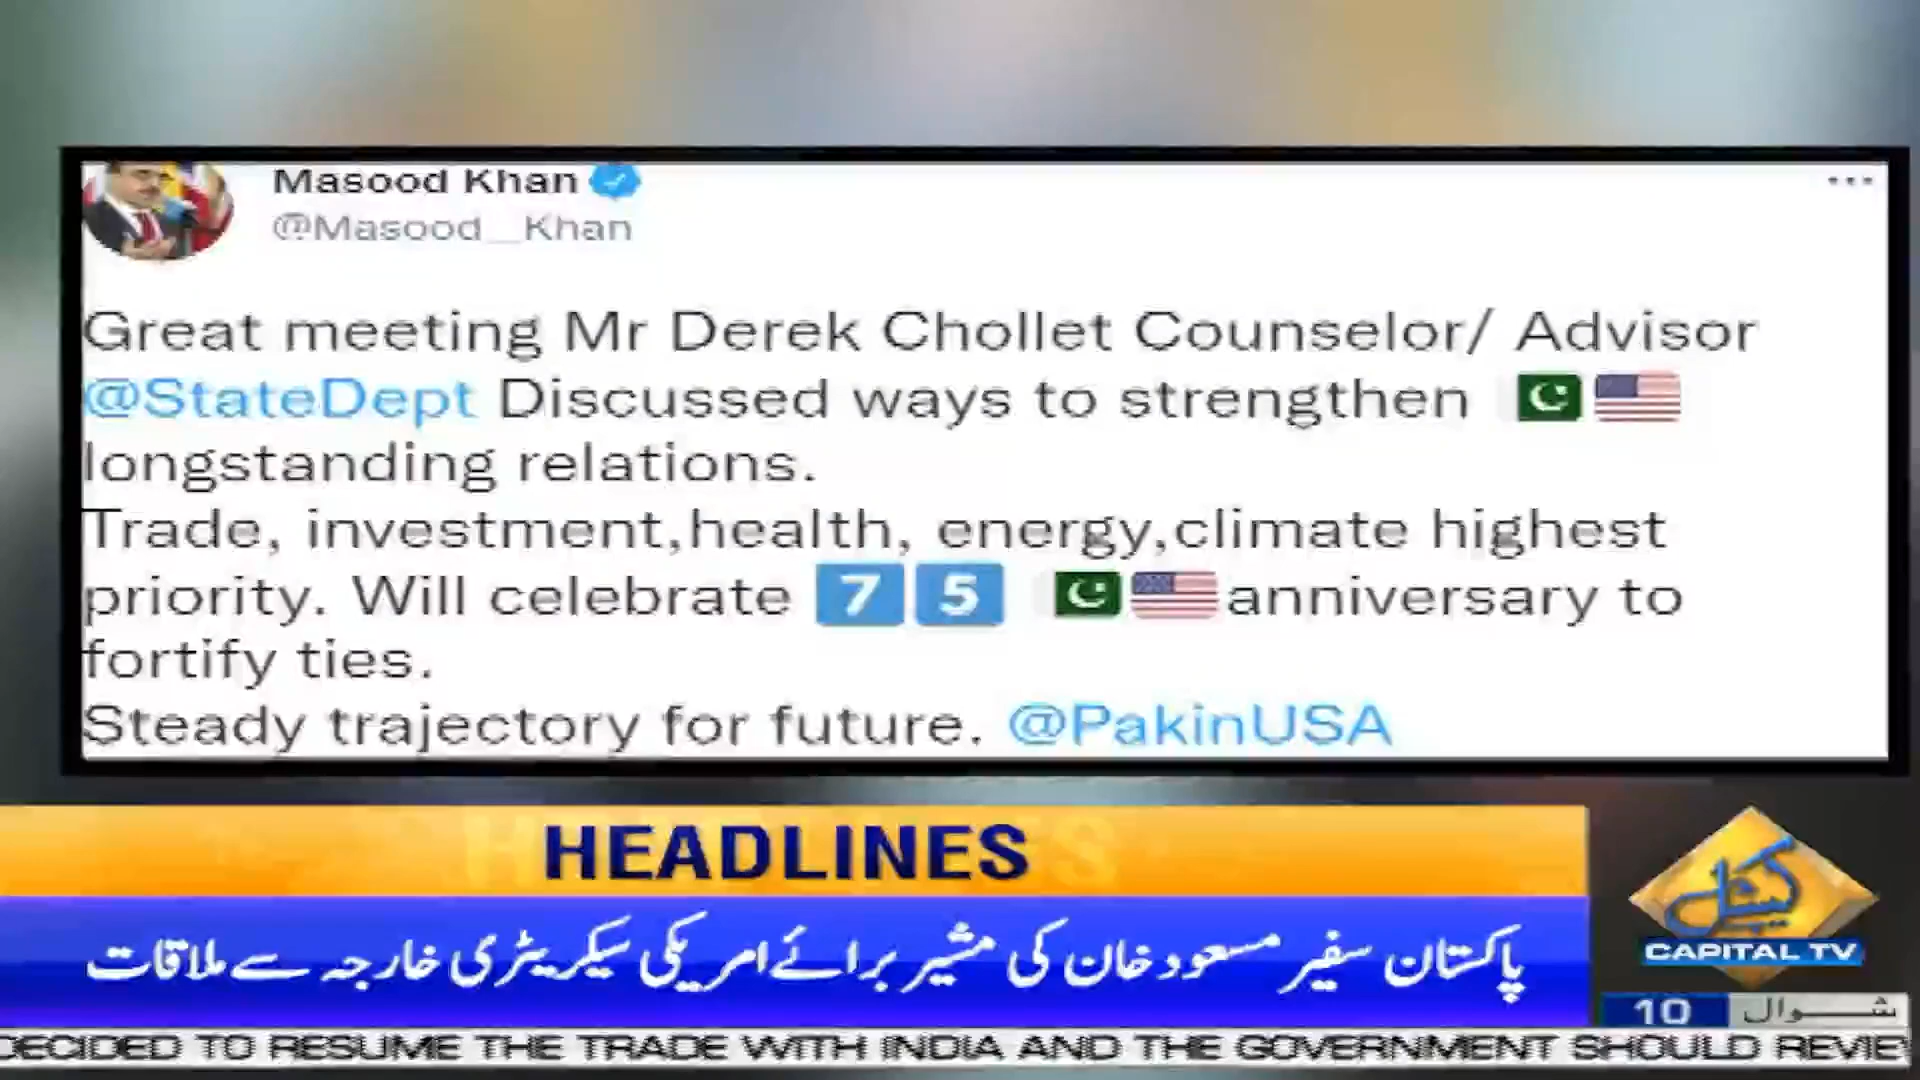 Masood Khan
@Masood__Khan
Great meeting Mr Derek Chollet Counselor/ Advisor
@StateDept Discussed ways to strengthen 🇵🇰🇺🇸
longstanding relations.
Trade, investment,health, energy,climate highest
priority. Will celebrate 7️⃣5️⃣ 🇵🇰🇺🇸anniversary to
fortify ties.
Steady trajectory for future. @PakinUSA
HEADLINES
پاکستان سفیر مسعود خان کی مشیر برائے امریکی سیکریٹری خارجہ سے ملاقات
کیپٹل
CAPITAL TV
10 شوال
DECIDED TO RESUME THE TRADE WITH INDIA AND THE GOVERNMENT SHOULD REVIE